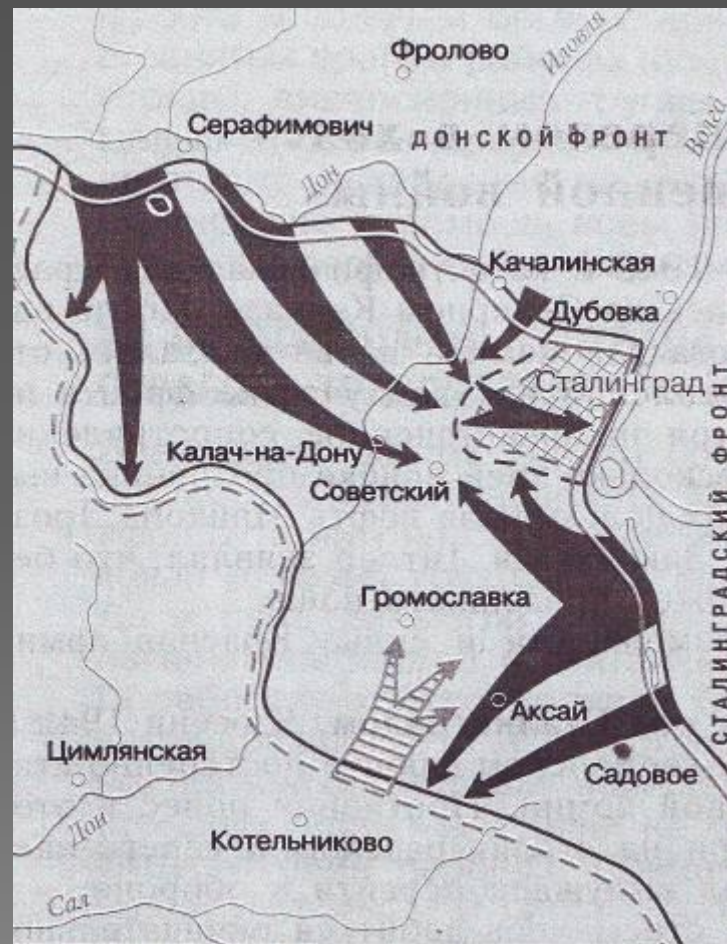 Фролово
Иловля
Серафимович
ДОНСКОЙ ФРОНТ
Волга
Дон
Качалинская
Дубовка
Сталинград
СТАЛИНГРАДСКИЙ ФРОНТ
Калач-на-Дону
Советский
Громославка
Аксай
Цимлянская
Садовое
Дон
Котельниково
Сал